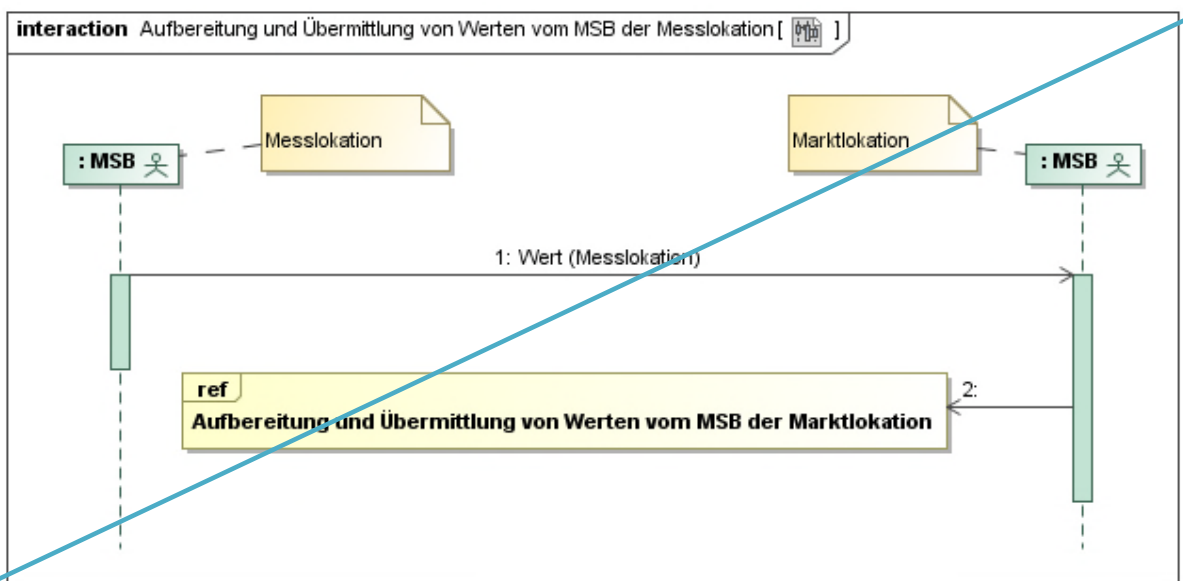 interaction Aufbereitung und Übermittlung von Werten vom MSB der Messlokation [ ]
Messlokation
Marktlokation
: MSB
: MSB
1: Wert (Messlokation)
ref
2:
Aufbereitung und Übermittlung von Werten vom MSB der Marktlokation